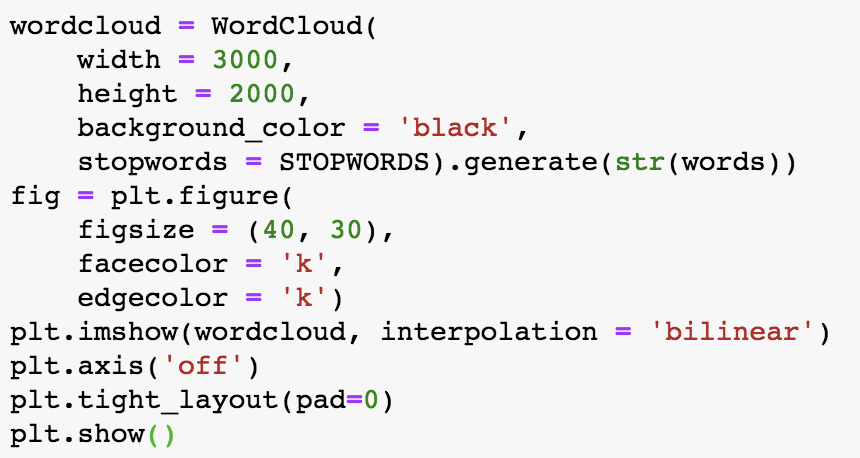 wordcloud = WordCloud(
    width = 3000,
    height = 2000,
    background_color = 'black',
    stopwords = STOPWORDS).generate(str(words))
fig = plt.figure(
    figsize = (40, 30),
    facecolor = 'k',
    edgecolor = 'k')
plt.imshow(wordcloud, interpolation = 'bilinear')
plt.axis('off')
plt.tight_layout(pad=0)
plt.show()